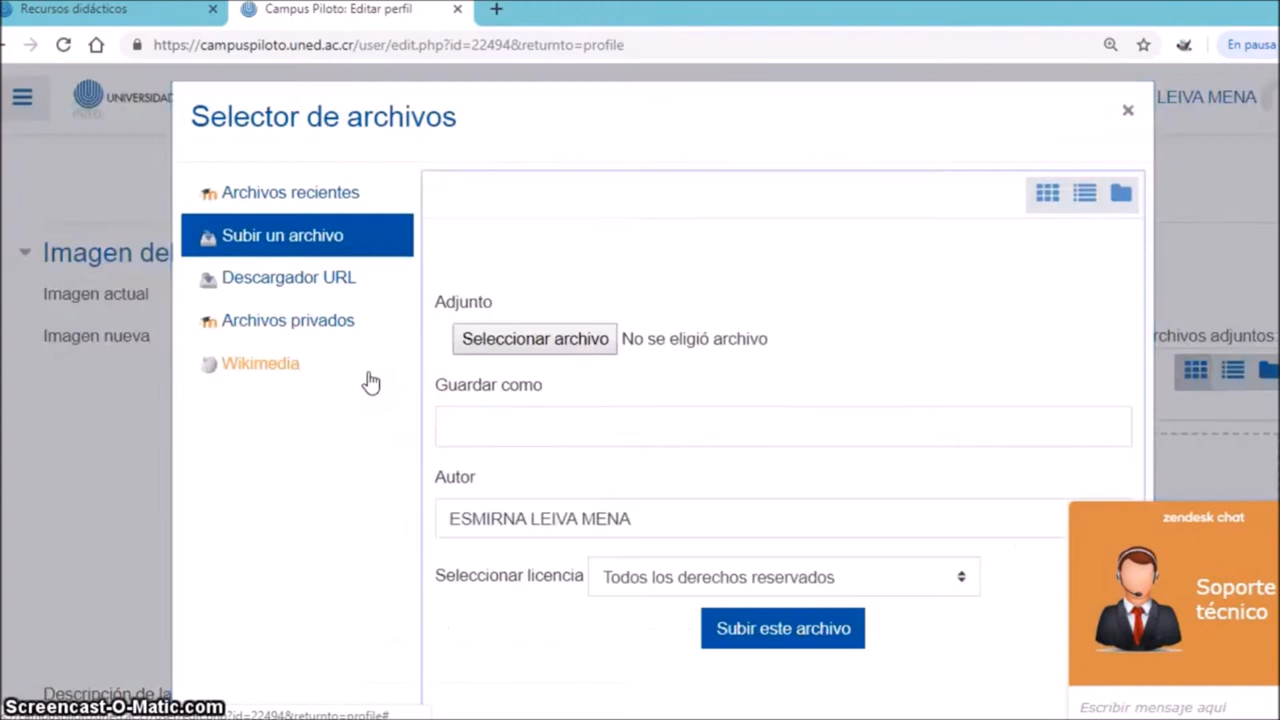 Recursos didácticos
Campus Piloto: Editar perfil
https://campuspiloto.uned.ac.cr/user/edit.php?id=22494&returnto=profile
En pausa
UNIVERSIDAD
LEIVA MENA
Selector de archivos
Archivos recientes
Subir un archivo
Descargador URL
Archivos privados
Wikimedia
Imagen del
Imagen actual
Imagen nueva
Adjunto
Seleccionar archivo No se eligió archivo
Guardar como
Autor
ESMIRNA LEIVA MENA
Seleccionar licencia Todos los derechos reservados
Subir este archivo
rchivos adjuntos
zendesk chat
Soporte
técnico
Escribir mensaje aquí
Descripción de la
Screencast-O-Matic.com